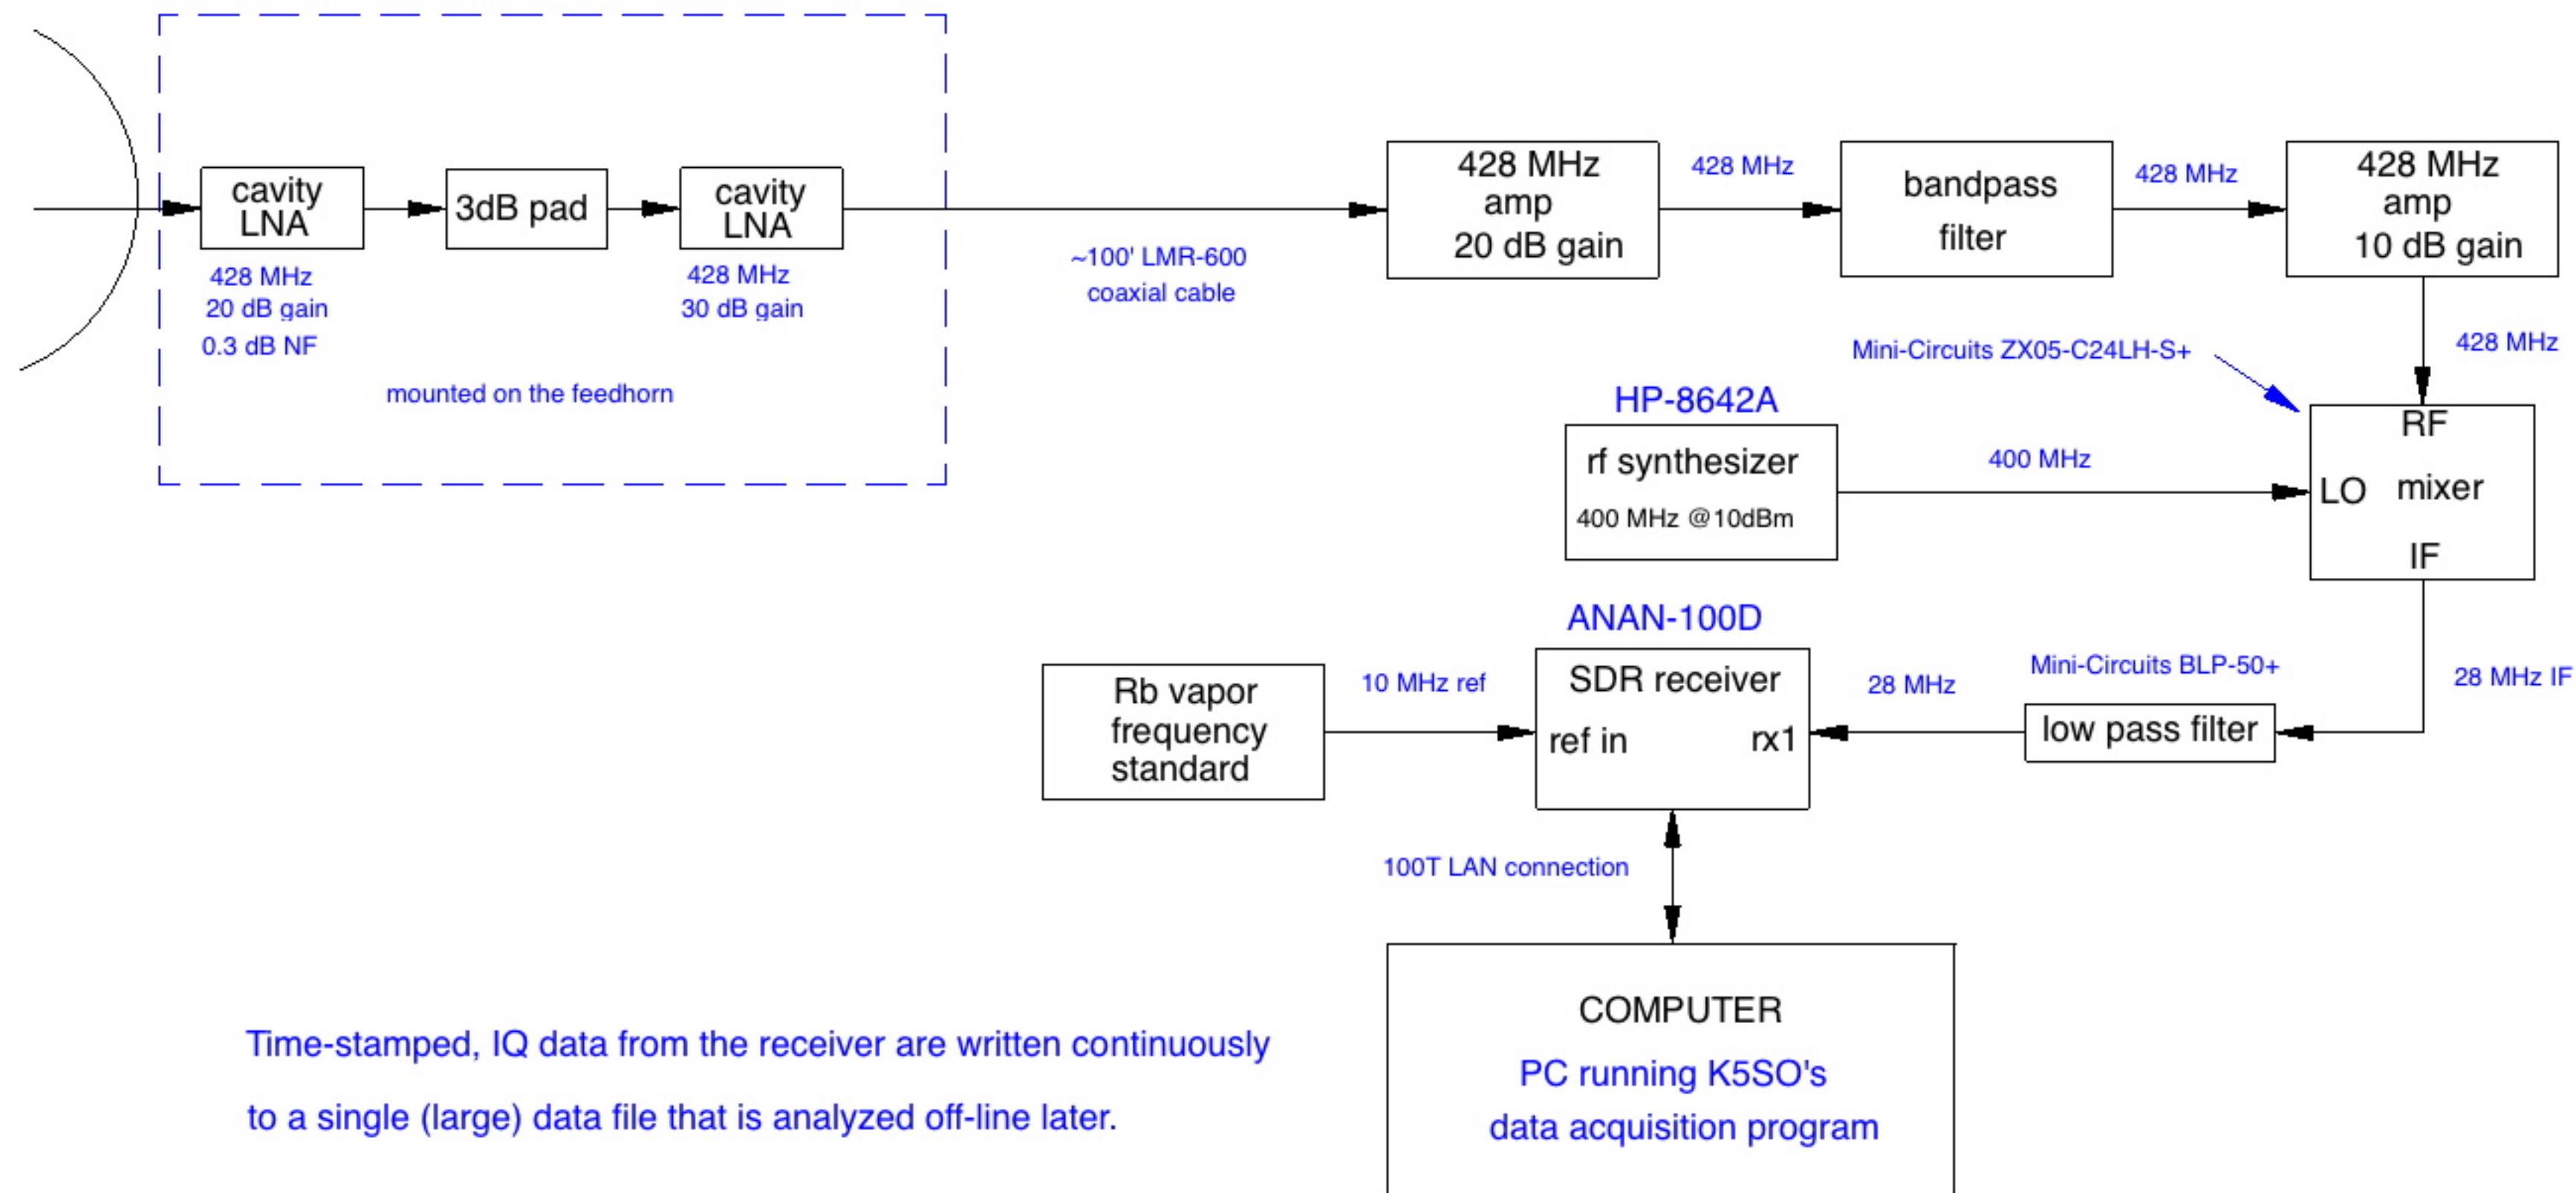 cavity
LNA
428 MHz
20 dB gain
0.3 dB NF
3dB pad
cavity
LNA
428 MHz
30 dB gain
mounted on the feedhorn
~100' LMR-600
coaxial cable
428 MHz
amp
20 dB gain
428 MHz
bandpass
filter
428 MHz
428 MHz
amp
10 dB gain
428 MHz
Mini-Circuits ZX05-C24LH-S+
HP-8642A
rf synthesizer
400 MHz @10dBm
400 MHz
RF
LO mixer
IF
28 MHz IF
Mini-Circuits BLP-50+
low pass filter
28 MHz
ANAN-100D
SDR receiver
ref in rx1
10 MHz ref
Rb vapor
frequency
standard
100T LAN connection
COMPUTER
PC running K5SO's
data acquisition program
Time-stamped, IQ data from the receiver are written continuously
to a single (large) data file that is analyzed off-line later.